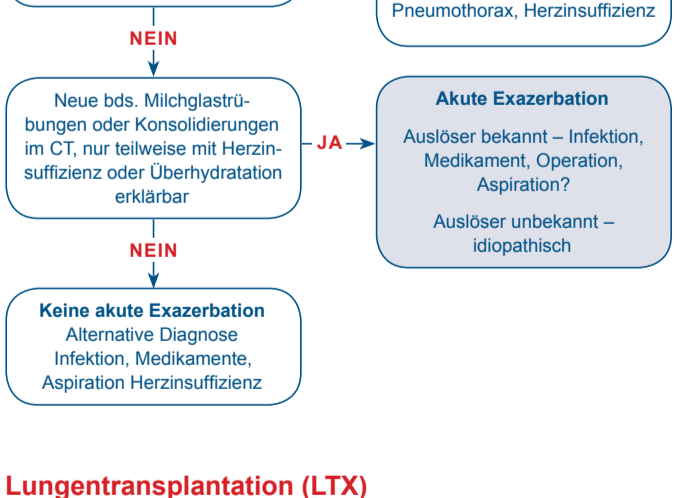 Pneumothorax, Herzinsuffizienz
NEIN
Neue bds. Milchglastrü-
bungen oder Konsolidierungen
im CT, nur teilweise mit Herzin-
suffizienz oder Überhydratation
erklärbar
JA
Akute Exazerbation
Auslöser bekannt – Infektion,
Medikament, Operation,
Aspiration?
Auslöser unbekannt –
idiopathisch
NEIN
Keine akute Exazerbation
Alternative Diagnose
Infektion, Medikamente,
Aspiration Herzinsuffizienz
Lungentransplantation (LTX)